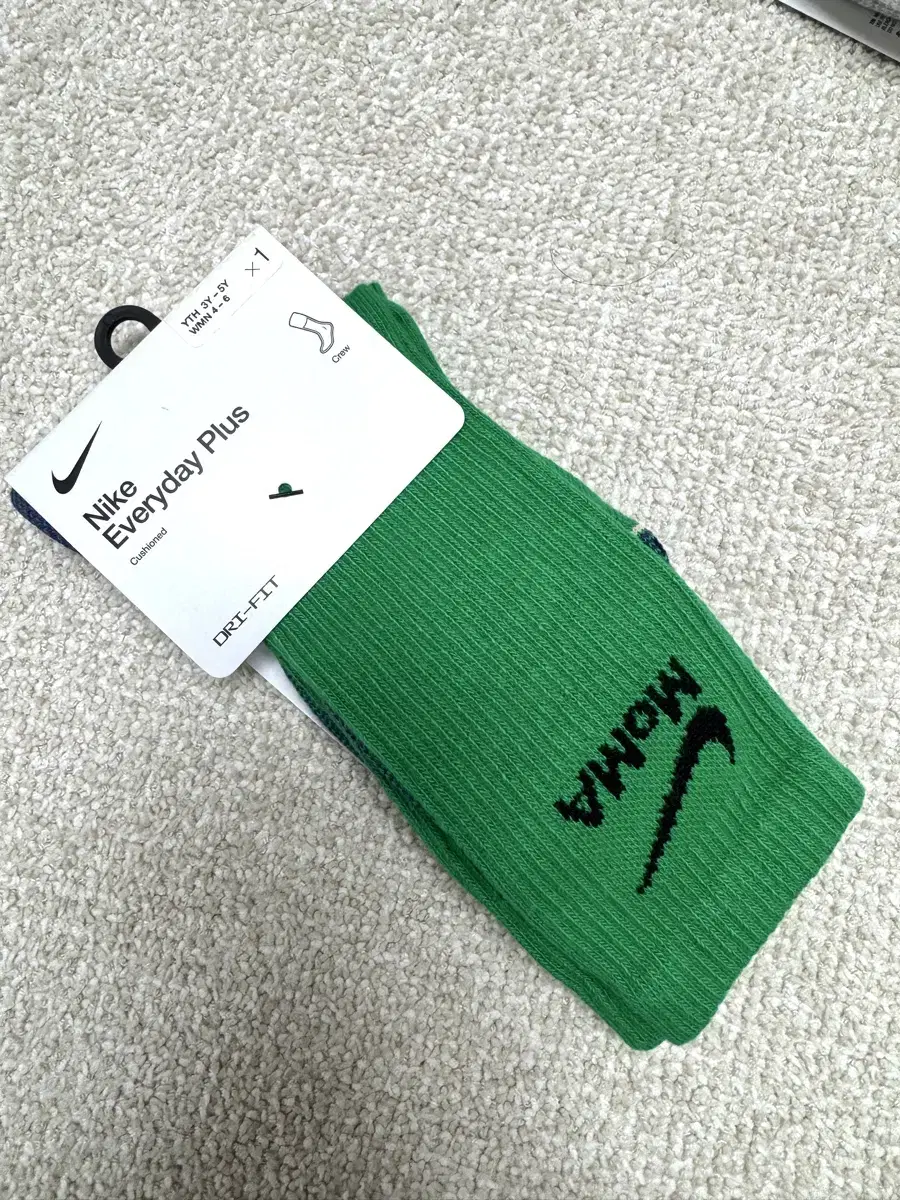 YTH 3Y – 5Y
WMN 4 – 6
×1
Crew
Nike
Everyday Plus
Cushioned
DRI-FIT
MoMA